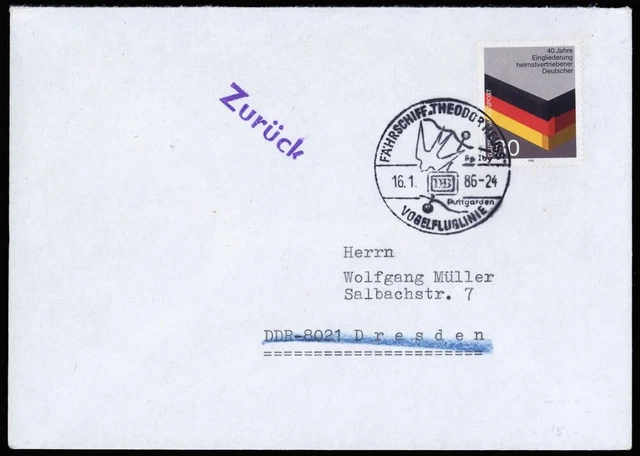 40 Jahre
Eingliederung
heimatvertriebener
Deutscher
Zurück
FÄHRSCHIFF „THEODOR HEUSS"
16.1. DB 86-24
Puttgarden
VOGELFLUGLINIE
Herrn
Wolfgang Müller
Salbachstr. 7
DDR-8021 Dresden